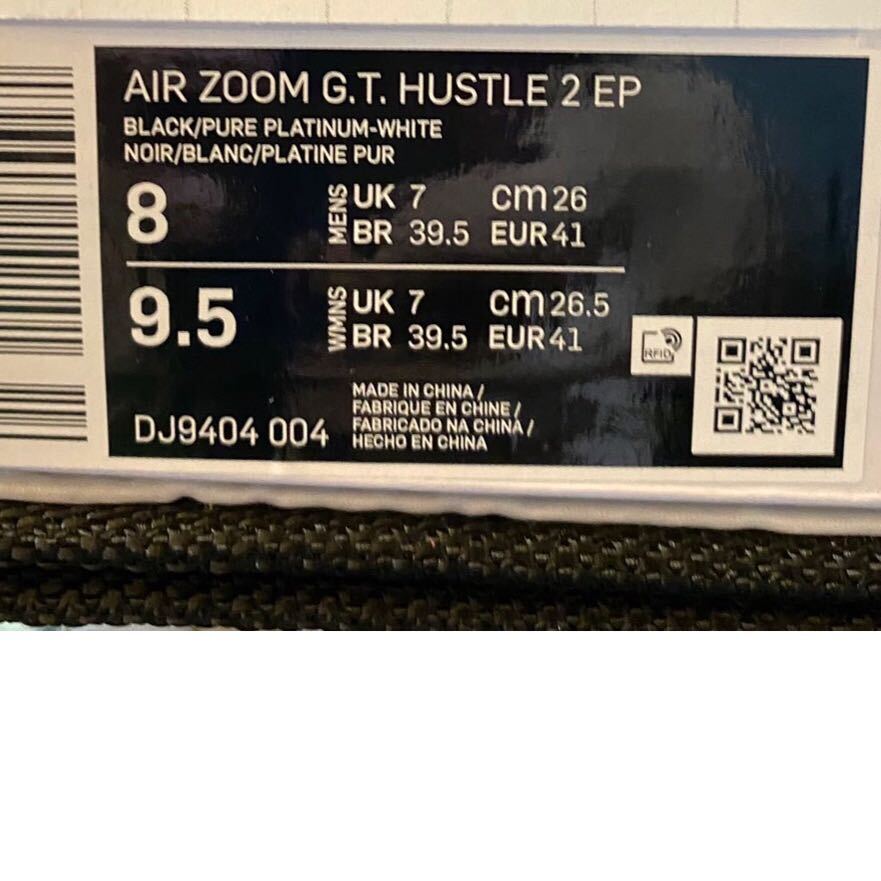 AIR ZOOM G.T. HUSTLE 2 EP
BLACK/PURE PLATINUM-WHITE
NOIR/BLANC/PLATINE PUR
8 MENS UK 7 cm 26
BR 39.5 EUR 41
9.5 WMNS UK 7 cm 26.5
BR 39.5 EUR 41
RFID
DJ9404 004
MADE IN CHINA /
FABRIQUE EN CHINE /
FABRICADO NA CHINA /
HECHO EN CHINA